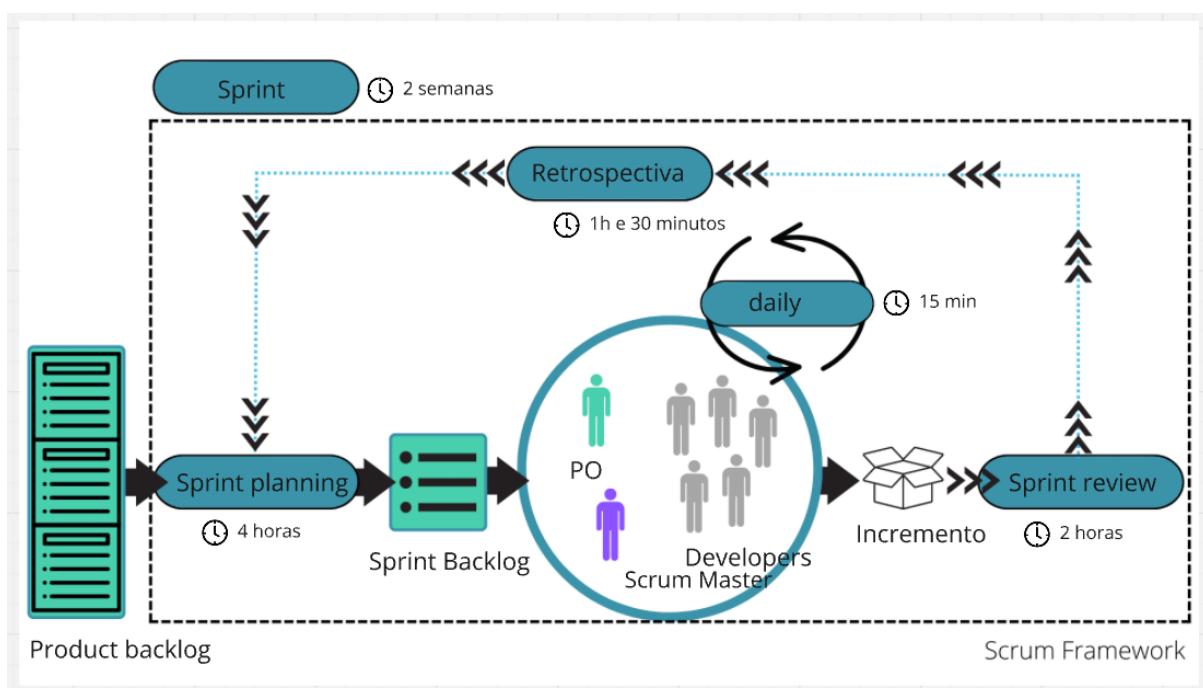 Sprint
2 semanas
Retrospectiva
1h e 30 minutos
daily
15 min
PO
Sprint planning
4 horas
Sprint Backlog
Developers
Scrum Master
Incremento
Sprint review
2 horas
Product backlog
Scrum Framework